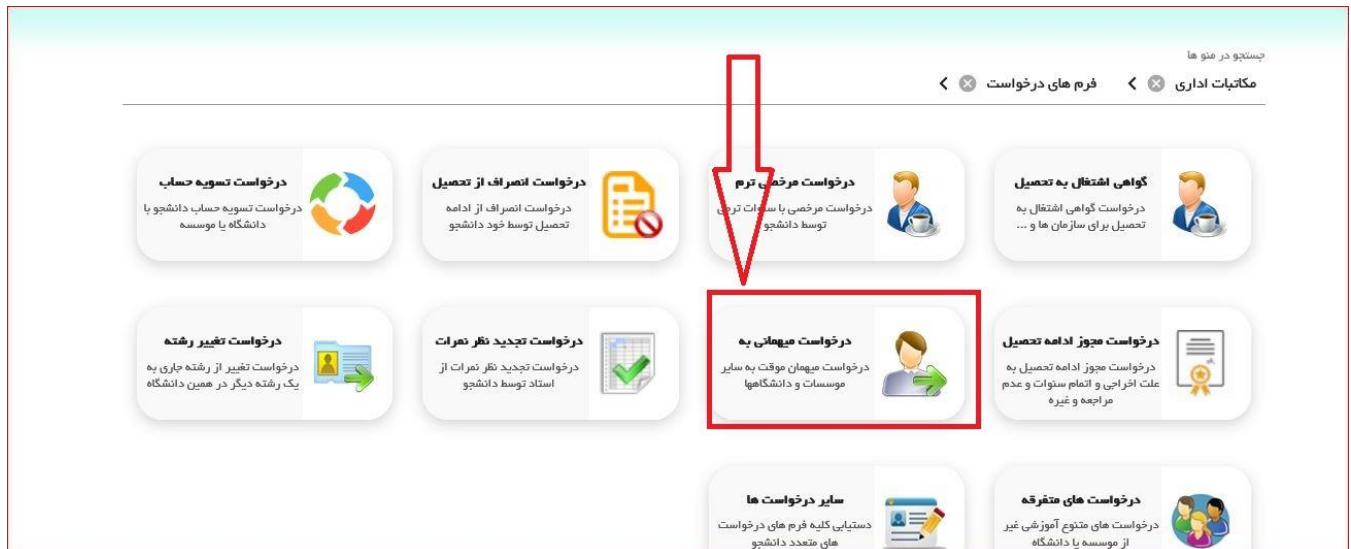 جستجو در منو ها
مکاتبات اداری
فرم های درخواست
گواهی اشتغال به تحصیل
درخواست گواهی اشتغال به
تحصیل برای سازمان ها و ...
درخواست مرخصی ترم
درخواست مرخصی با سنوات ترمی
توسط دانشجو
درخواست انصراف از تحصیل
درخواست انصراف از ادامه
تحصیل توسط خود دانشجو
درخواست تسویه حساب
درخواست تسویه حساب دانشجو با
دانشگاه یا موسسه
درخواست مجوز ادامه تحصیل
درخواست مجوز ادامه تحصیل به
علت اخراجی و اتمام سنوات و عدم
مراجعه و غیره
درخواست میهمانی به
درخواست میهمان موقت به سایر
موسسات و دانشگاهها
درخواست تجدید نظر نمرات
درخواست تجدید نظر نمرات از
استاد توسط دانشجو
درخواست تغییر رشته
درخواست تغییر از رشته جاری به
یک رشته دیگر در همین دانشگاه
درخواست های متفرقه
درخواست های متنوع آموزشی غیر
از موسسه یا دانشگاه
سایر درخواست ها
دستیابی کلیه فرم های درخواست
های متعدد دانشجو